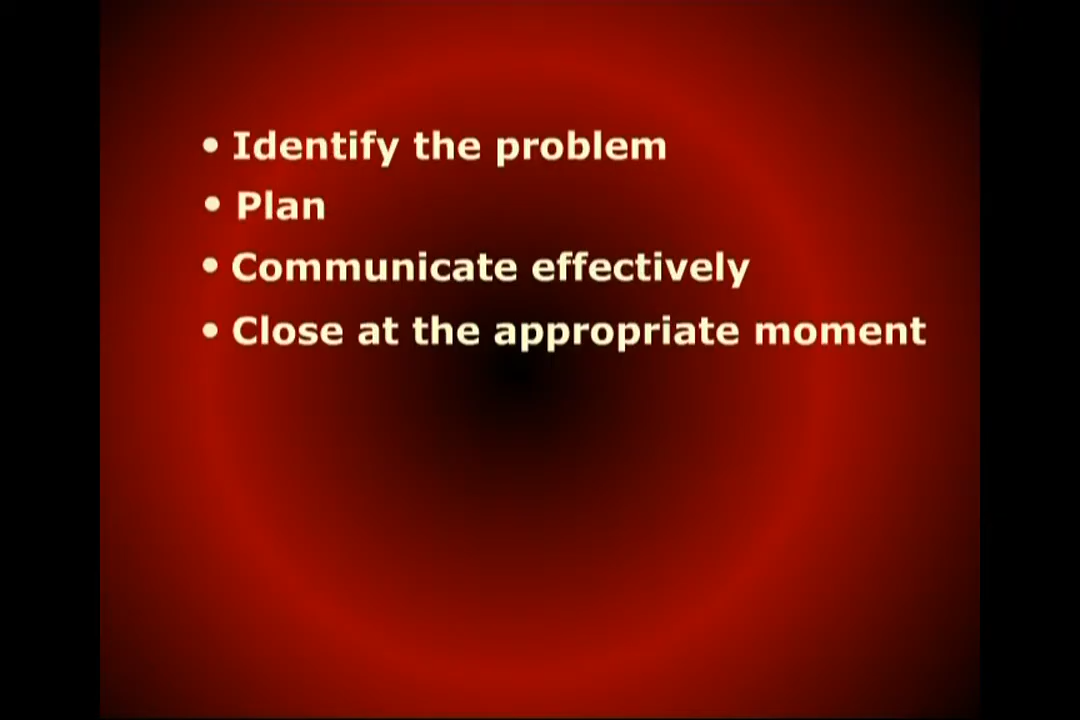 • Identify the problem
• Plan
• Communicate effectively
• Close at the appropriate moment